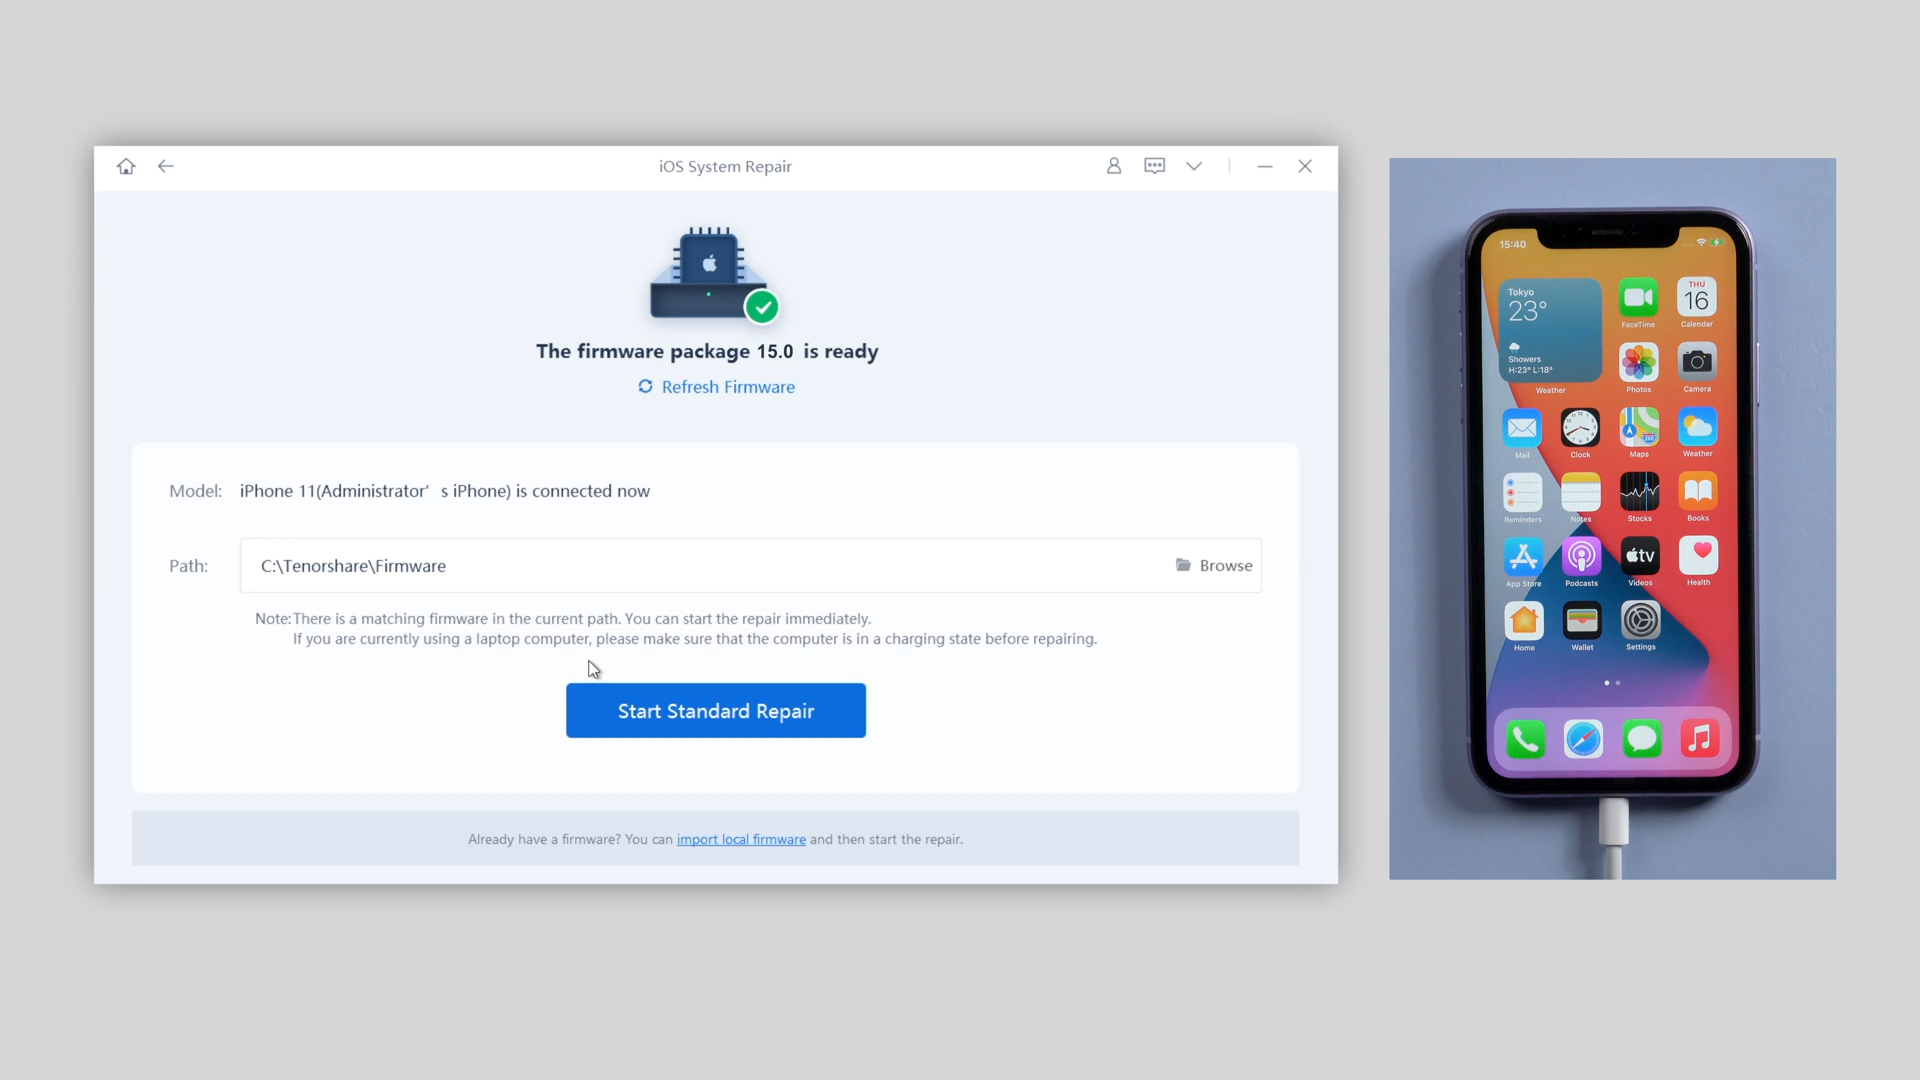 iOS System Repair
The firmware package 15.0 is ready
Refresh Firmware
Model: iPhone 11(Administrator’ s iPhone) is connected now
Path: C:\Tenorshare\Firmware Browse
Note:There is a matching firmware in the current path. You can start the repair immediately.
If you are currently using a laptop computer, please make sure that the computer is in a charging state before repairing.
Start Standard Repair
Already have a firmware? You can import local firmware and then start the repair.
15:40
Tokyo
23°
Showers
H:23° L:18°
Weather
FaceTime
THU
16
Calendar
Photos
Camera
Mail
Clock
Maps
Weather
Reminders
Notes
Stocks
Books
tv
App Store
Podcasts
Videos
Health
Home
Wallet
Settings